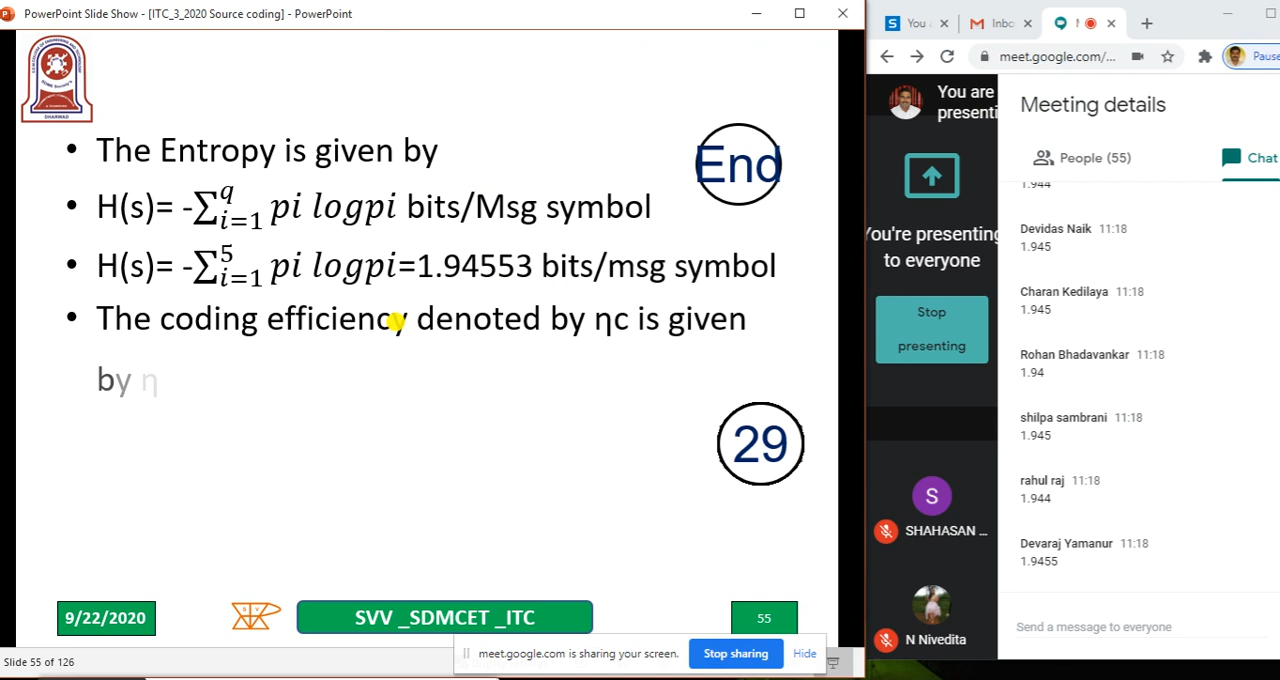 PowerPoint Slide Show - [ITC_3_2020 Source coding] - PowerPoint
DHARWAD
• The Entropy is given by
End
• H(s)= -∑_{i=1}^{q} pi logpi bits/Msg symbol
• H(s)= -∑_{i=1}^{5} pi logpi=1.94553 bits/msg symbol
• The coding efficiency denoted by ηc is given
by η
29
9/22/2020
S V
SVV _SDMCET _ITC
55
meet.google.com is sharing your screen.
Stop sharing
Hide
Slide 55 of 126
You
Inbo
meet.google.com/...
Pause
You are
presenti
You're presenting
to everyone
Stop
presenting
S
SHAHASAN ...
N Nivedita
Meeting details
People (55)
Chat
1.944
Devidas Naik 11:18
1.945
Charan Kedilaya 11:18
1.945
Rohan Bhadavankar 11:18
1.94
shilpa sambrani 11:18
1.945
rahul raj 11:18
1.944
Devaraj Yamanur 11:18
1.9455
Send a message to everyone